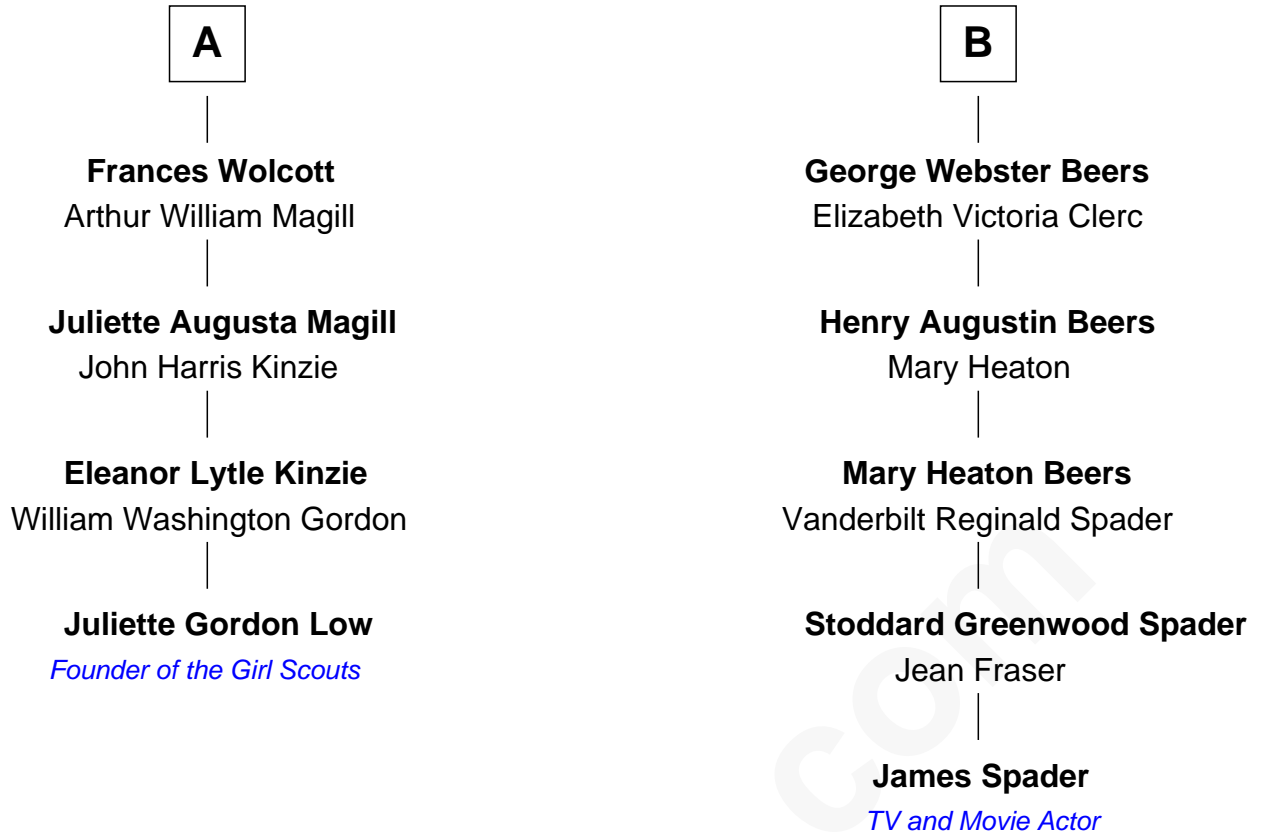 A
Frances Wolcott
Arthur William Magill
Juliette Augusta Magill
John Harris Kinzie
Eleanor Lytle Kinzie
William Washington Gordon
Juliette Gordon Low
Founder of the Girl Scouts
B
George Webster Beers
Elizabeth Victoria Clerc
Henry Augustin Beers
Mary Heaton
Mary Heaton Beers
Vanderbilt Reginald Spader
Stoddard Greenwood Spader
Jean Fraser
James Spader
TV and Movie Actor
com